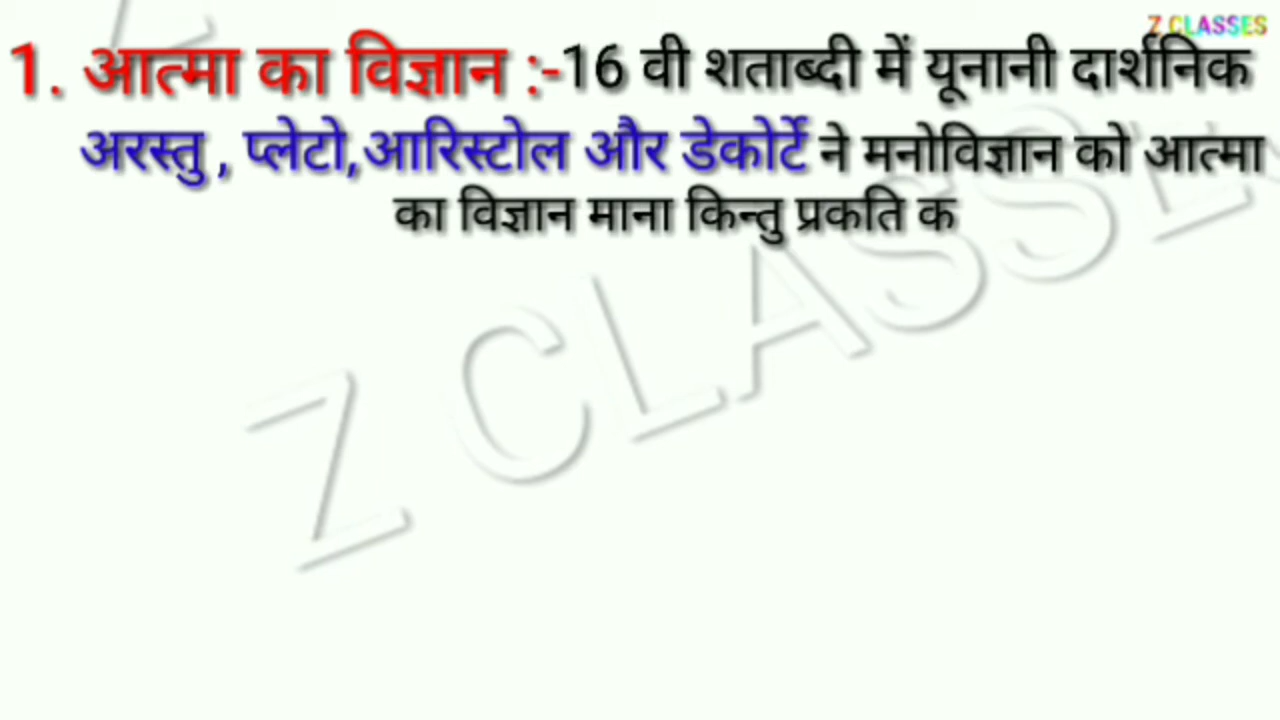 Z CLASSES
1. आत्मा का विज्ञान :-16 वी शताब्दी में यूनानी दार्शनिक
अरस्तु , प्लेटो,आरिस्टोल और डेकोर्टे ने मनोविज्ञान को आत्मा
का विज्ञान माना किन्तु प्रकति क
Z CLASSES